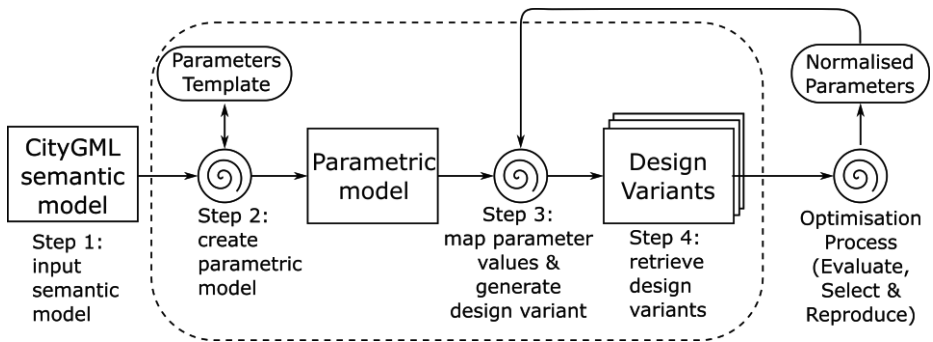 Parameters
Template
Normalised
Parameters
CityGML
semantic
model
Parametric
model
Design
Variants
Step 1:
input
semantic
model
Step 2:
create
parametric
model
Step 3:
map parameter
values &
generate
design variant
Step 4:
retrieve
design
variants
Optimisation
Process
(Evaluate,
Select &
Reproduce)